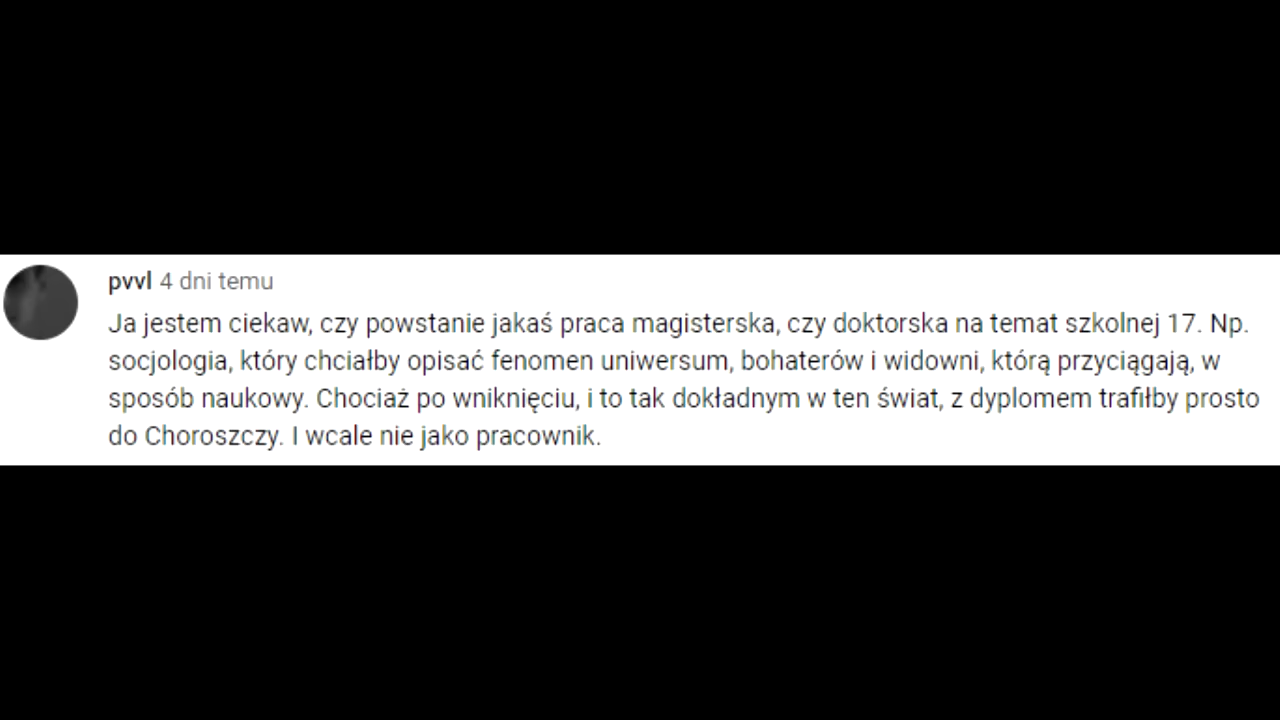 pvvl 4 dni temu
Ja jestem ciekaw, czy powstanie jakaś praca magisterska, czy doktorska na temat szkolnej 17. Np.
socjologia, który chciałby opisać fenomen uniwersum, bohaterów i widowni, którą przyciągają, w
sposób naukowy. Chociaż po wniknięciu, i to tak dokładnym w ten świat, z dyplomem trafiłby prosto
do Choroszczy. I wcale nie jako pracownik.